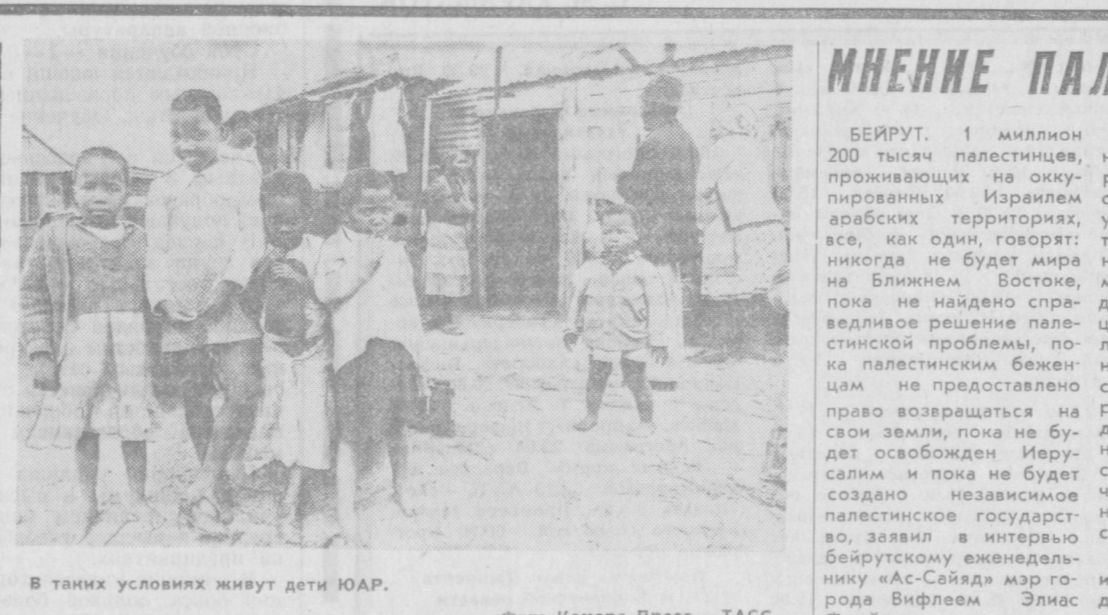 В таких условиях живут дети ЮАР.
Камера Пресс — ТАСС
МНЕНИЕ
БЕЙРУТ. 1 миллион
200 тысяч палестинцев,
проживающих на окку-
пированных Израилем
арабских территориях,
все, как один, говорят:
никогда не будет мира
на Ближнем Востоке,
пока не найдено спра-
ведливое решение пале-
стинской проблемы, по-
ка палестинским бежен-
цам не предоставлено
право возвращаться на
свои земли, пока не бу-
дет освобожден Иеру-
салим и пока не будет
создано независимое
палестинское государст-
во, заявил в интервью
бейрутскому еженедель-
нику «Ас-Сайяд» мэр го-
рода Вифлеем Элиас